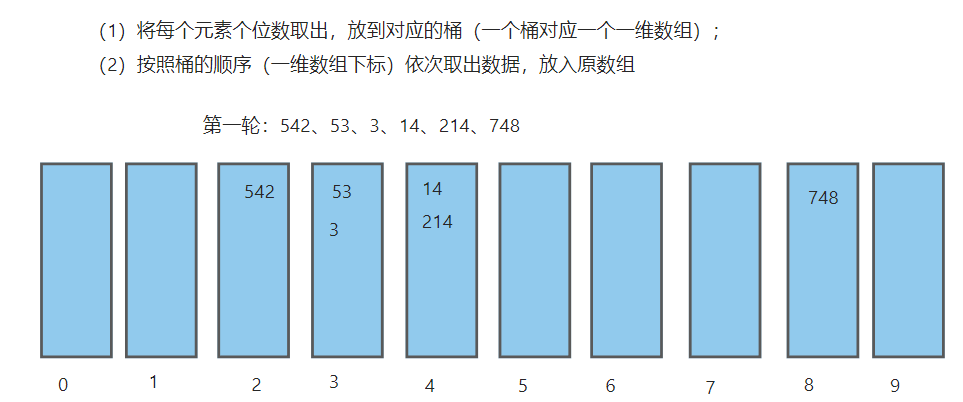 （1）将每个元素个位数取出，放到对应的桶（一个桶对应一个一维数组）；
（2）按照桶的顺序（一维数组下标）依次取出数据，放入原数组
第一轮：542、53、3、14、214、748
542 53 14 748
3 214
0 1 2 3 4 5 6 7 8 9